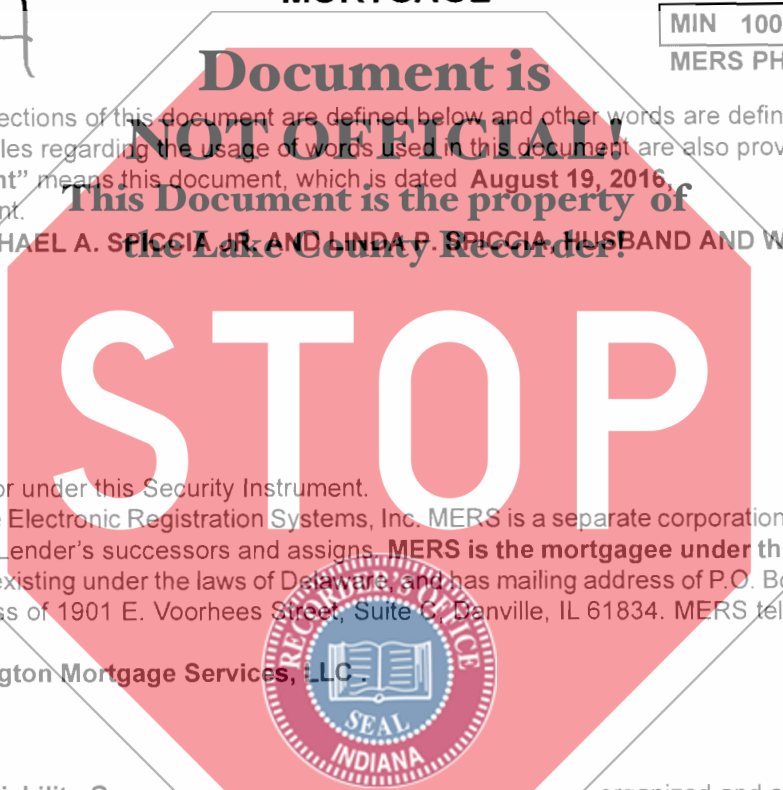 MORTGAGE
MIN 100
MERS PH
Document is
ections of this document are defined below and other words are defin
NOT OFFICIAL!
les regarding the usage of words used in this document are also prov
nt" means this document, which is dated August 19, 2016,
This Document is the property of
nt.
HAEL A. SPICCIA JR. AND LINDA P. SPICCIA, HUSBAND AND W
the Lake County Recorder!
STOP
or under this Security Instrument.
Electronic Registration Systems, Inc. MERS is a separate corporation
Lender's successors and assigns. MERS is the mortgagee under th
existing under the laws of Delaware, and has mailing address of P.O. Bo
ss of 1901 E. Voorhees Street, Suite C, Danville, IL 61834. MERS tel
gton Mortgage Services, LLC .
RECORDER'S OFFICE
SEAL
INDIANA
organized and